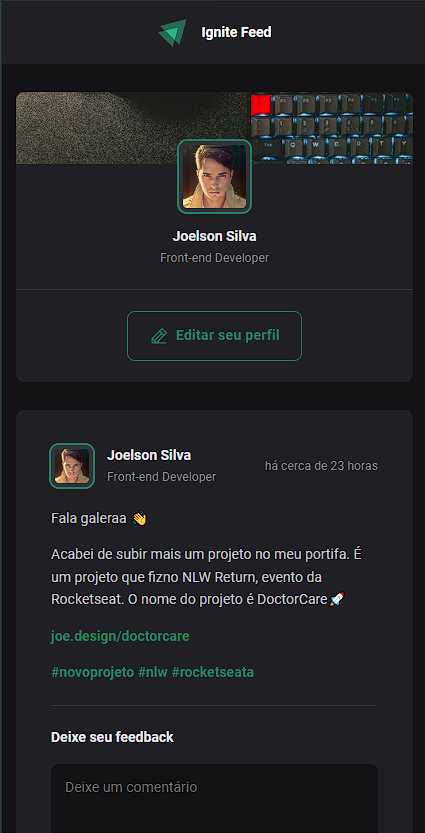 Ignite Feed
Joelson Silva
Front-end Developer
Editar seu perfil
Joelson Silva
Front-end Developer
há cerca de 23 horas
Fala galeraa 👋
Acabei de subir mais um projeto no meu portifa. É
um projeto que fizno NLW Return, evento da
Rocketseat. O nome do projeto é DoctorCare 🚀
joe.design/doctorcare
#novoprojeto #nlw #rocketseata
Deixe seu feedback
Deixe um comentário